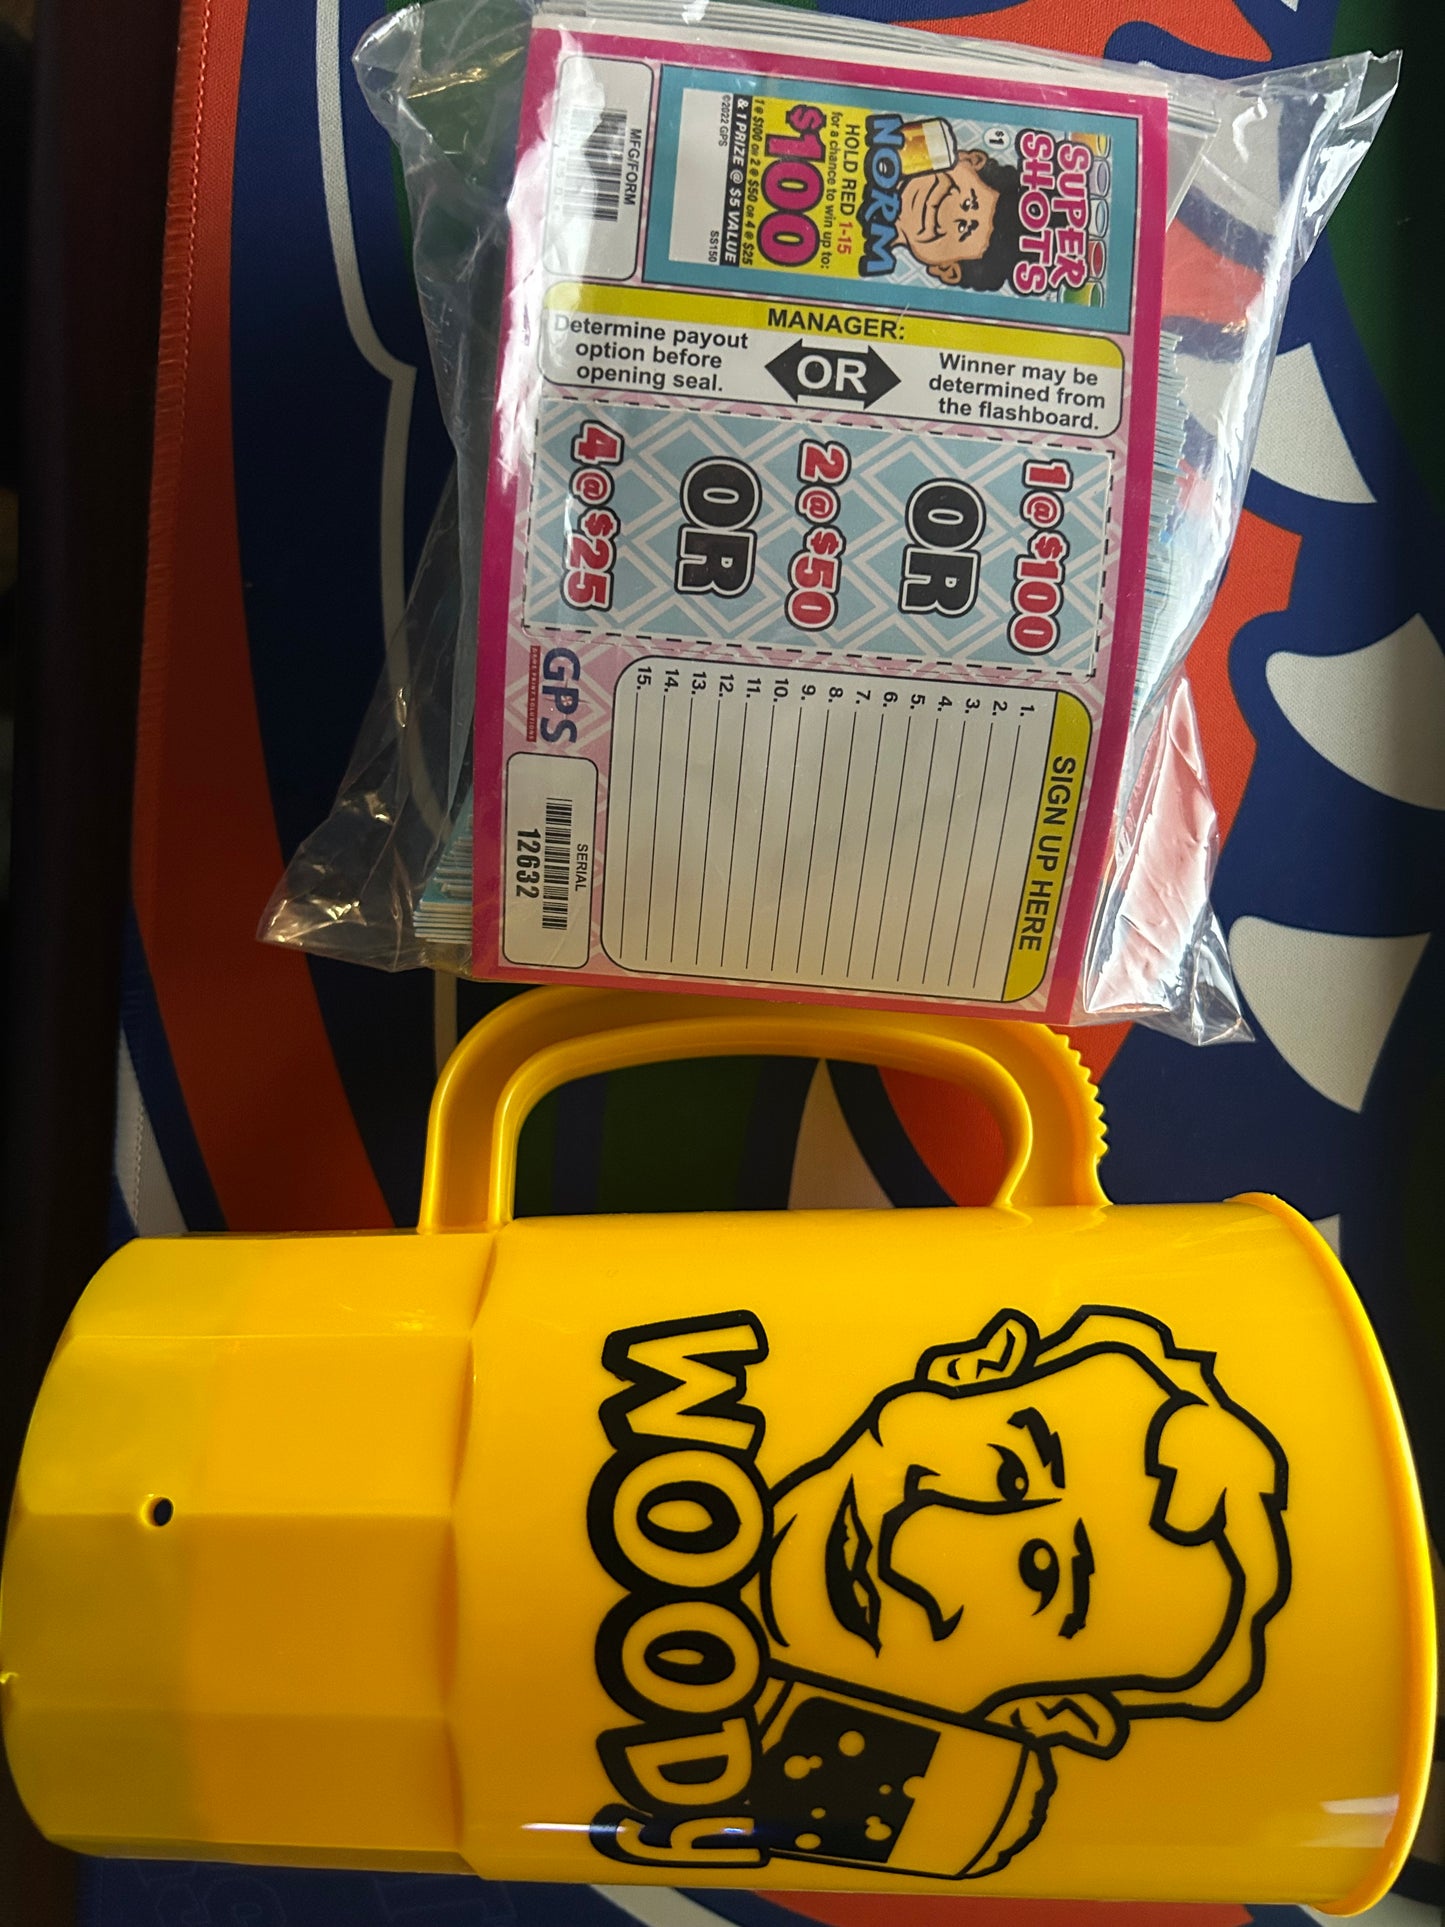 SUPER
SHOTS
$1
NORM
HOLD RED 1-15
for a chance to win up to:
$100
1 @ $100 OR 2 @ $50 OR 4 @ $25
& 1 PRIZE @ $5 VALUE
©2022 GPS
SS150
MFG/FORM
MANAGER:
Determine payout
option before
opening seal.
OR
Winner may be
determined from
the flashboard.
1@$100
OR
2@$50
OR
4@$25
SIGN UP HERE
1.
2.
3.
4.
5.
6.
7.
8.
9.
10.
11.
12.
13.
14.
15.
GPS
GAME PRINT SOLUTIONS
SERIAL
12632
WOODy